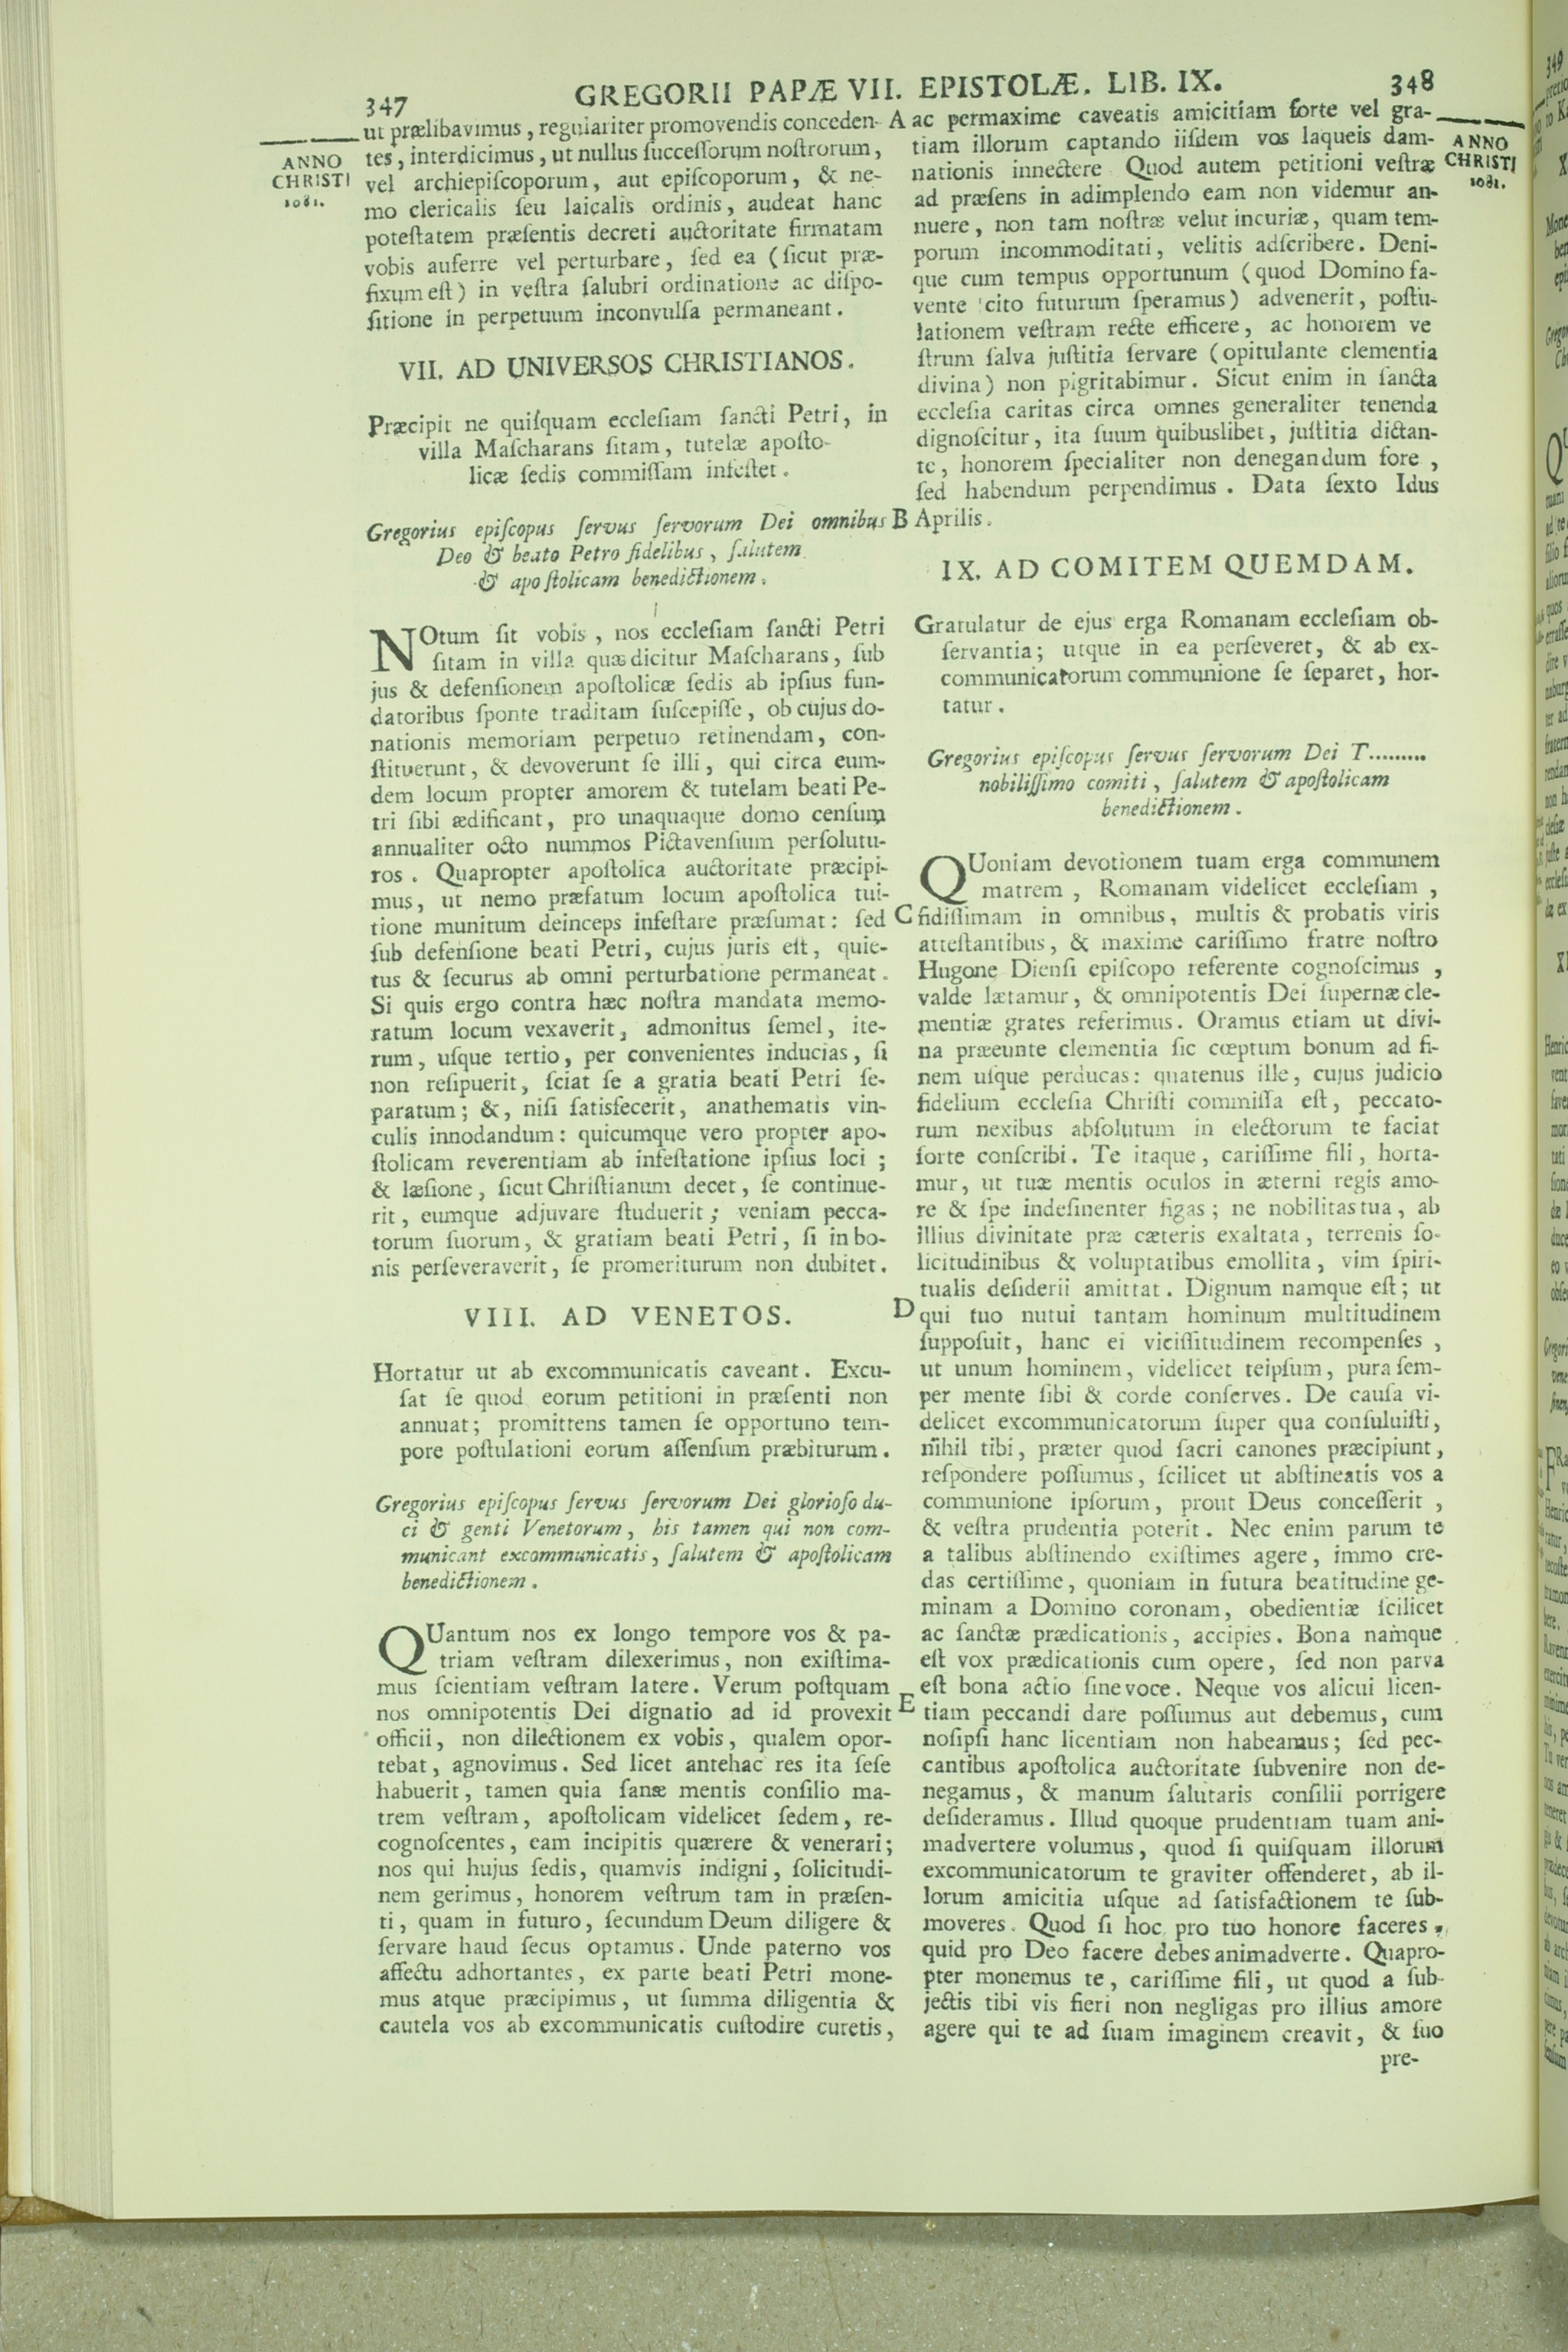 347
GREGORII PAPÆ VII. EPISTOLÆ. LIB. IX.
348
ANNO
CHRISTI
1081.
ut prælibavimus, regulariter promovendis conceden-
tes, interdicimus, ut nullus ſucceſſorum noſtrorum,
vel archiepiſcoporum, aut epiſcoporum, & ne-
mo clericalis ſeu laicalis ordinis, audeat hanc
poteſtatem præſentis decreti auctoritate firmatam
vobis auferre vel perturbare, ſed ea (ſicut præ-
fixum eſt) in veſtra ſalubri ordinatione ac diſpo-
ſitione in perpetuum inconvulſa permaneant.
VII. AD UNIVERSOS CHRISTIANOS.
Præcipit ne quiſquam eccleſiam ſancti Petri, in
villa Maſcharans ſitam, tutelæ apoſto-
licæ ſedis commiſſam infeſtet.
Gregorius epiſcopus ſervus ſervorum Dei omnibus
Deo & beato Petro fidelibus, ſalutem
& apoſtolicam benedictionem.
NOtum ſit vobis, nos eccleſiam ſancti Petri
ſitam in villa quæ dicitur Maſcharans, ſub
jus & defenſionem apoſtolicæ ſedis ab ipſius fun-
datoribus ſponte traditam ſuſcepiſſe, ob cujus do-
nationis memoriam perpetuo retinendam, con-
ſtituerunt, & devoverunt ſe illi, qui circa eum-
dem locum propter amorem & tutelam beati Pe-
tri ſibi ædificant, pro unaquaque domo cenſum
annualiter octo nummos Pictavenſium perſolutu-
ros. Quapropter apoſtolica auctoritate præcipi-
mus, ut nemo præfatum locum apoſtolica tui-
tione munitum deinceps infeſtare præſumat: ſed
ſub defenſione beati Petri, cujus juris eſt, quie-
tus & ſecurus ab omni perturbatione permaneat.
Si quis ergo contra hæc noſtra mandata memo-
ratum locum vexaverit, admonitus ſemel, ite-
rum, uſque tertio, per convenientes inducias, ſi
non reſipuerit, ſciat ſe a gratia beati Petri ſe-
paratum; &, niſi ſatisfecerit, anathematis vin-
culis innodandum: quicumque vero propter apo-
ſtolicam reverentiam ab infeſtatione ipſius loci;
& læſione, ſicut Chriſtianum decet, ſe continue-
rit, eumque adjuvare ſtuduerit; veniam pecca-
torum ſuorum, & gratiam beati Petri, ſi in bo-
nis perſeveraverit, ſe promeriturum non dubitet.
VIII. AD VENETOS.
Hortatur ut ab excommunicatis caveant. Excu-
ſat ſe quod eorum petitioni in præſenti non
annuat; promittens tamen ſe opportuno tem-
pore poſtulationi eorum aſſenſum præbiturum.
Gregorius epiſcopus ſervus ſervorum Dei glorioſo du-
ci & genti Venetorum, his tamen qui non com-
municant excommunicatis, ſalutem & apoſtolicam
benedictionem.
QUantum nos ex longo tempore vos & pa-
triam veſtram dilexerimus, non exiſtima-
mus ſcientiam veſtram latere. Verum poſtquam
nos omnipotentis Dei dignatio ad id provexit
officii, non dilectionem ex vobis, qualem opor-
tebat, agnovimus. Sed licet antehac res ita ſeſe
habuerit, tamen quia ſanæ mentis conſilio ma-
trem veſtram, apoſtolicam videlicet ſedem, re-
cognoſcentes, eam incipitis quærere & venerari;
nos qui hujus ſedis, quamvis indigni, ſolicitudi-
nem gerimus, honorem veſtrum tam in præſen-
ti, quam in futuro, ſecundum Deum diligere &
ſervare haud ſecus optamus. Unde paterno vos
affectu adhortantes, ex parte beati Petri mone-
mus atque præcipimus, ut ſumma diligentia &
cautela vos ab excommunicatis cuſtodire curetis,
A
B
C
D
E
ac permaxime caveatis amicitiam forte vel gra-
tiam illorum captando iiſdem vos laqueis dam-
nationis innectere Quod autem petitioni veſtræ
ad præſens in adimplendo eam non videmur an-
nuere, non tam noſtræ velut incuriæ, quam tem-
porum incommoditati, velitis adſcribere. Deni-
que cum tempus opportunum (quod Domino fa-
vente cito futurum ſperamus) advenerit, poſtu-
lationem veſtram recte efficere, ac honorem ve
ſtrum ſalva juſtitia ſervare (opitulante clementia
divina) non pigritabimur. Sicut enim in ſancta
eccleſia caritas circa omnes generaliter tenenda
dignoſcitur, ita ſuum quibuslibet, juſtitia dictan-
te, honorem ſpecialiter non denegandum fore,
ſed habendum perpendimus. Data ſexto Idus
Aprilis.
IX. AD COMITEM QUEMDAM.
Gratulatur de ejus erga Romanam eccleſiam ob-
ſervantia; utque in ea perſeveret, & ab ex-
communicatorum communione ſe ſeparet, hor-
tatur.
Gregorius epiſcopus ſervus ſervorum Dei T.........
nobiliſſimo comiti, ſalutem & apoſtolicam
benedictionem.
QUoniam devotionem tuam erga communem
matrem, Romanam videlicet eccleſiam,
fidiſſimam in omnibus, multis & probatis viris
atteſtantibus, & maxime cariſſimo fratre noſtro
Hugone Dienſi epiſcopo referente cognoſcimus,
valde lætamur, & omnipotentis Dei ſupernæ cle-
mentiæ grates referimus. Oramus etiam ut divi-
na præeunte clementia ſic cœptum bonum ad fi-
nem uſque perducas: quatenus ille, cujus judicio
fidelium eccleſia Chriſti commiſſa eſt, peccato-
rum nexibus abſolutum in electorum te faciat
ſorte conſcribi. Te itaque, cariſſime fili, horta-
mur, ut tuæ mentis oculos in æterni regis amo-
re & ſpe indeſinenter figas; ne nobilitas tua, ab
illius divinitate præ cæteris exaltata, terrenis ſo-
licitudinibus & voluptatibus emollita, vim ſpiri-
tualis deſiderii amittat. Dignum namque eſt; ut
qui tuo nutui tantam hominum multitudinem
ſuppoſuit, hanc ei viciſſitudinem recompenſes,
ut unum hominem, videlicet teipſum, pura ſem-
per mente ſibi & corde conſerves. De cauſa vi-
delicet excommunicatorum ſuper qua conſuluiſti,
nihil tibi, præter quod ſacri canones præcipiunt,
reſpondere poſſumus, ſcilicet ut abſtineatis vos a
communione ipſorum, prout Deus conceſſerit,
& veſtra prudentia poterit. Nec enim parum te
a talibus abſtinendo exiſtimes agere, immo cre-
das certiſſime, quoniam in futura beatitudine ge-
minam a Domino coronam, obedientiæ ſcilicet
ac ſanctæ prædicationis, accipies. Bona namque
eſt vox prædicationis cum opere, ſed non parva
eſt bona actio ſine voce. Neque vos alicui licen-
tiam peccandi dare poſſumus aut debemus, cum
noſipſi hanc licentiam non habeamus; ſed pec-
cantibus apoſtolica auctoritate ſubvenire non de-
negamus, & manum ſalutaris conſilii porrigere
deſideramus. Illud quoque prudentiam tuam ani-
madvertere volumus, quod ſi quiſquam illorum
excommunicatorum te graviter offenderet, ab il-
lorum amicitia uſque ad ſatisfactionem te ſub-
moveres. Quod ſi hoc pro tuo honore faceres,
quid pro Deo facere debes animadverte. Quapro-
pter monemus te, cariſſime fili, ut quod a ſub-
jectis tibi vis fieri non negligas pro illius amore
agere qui te ad ſuam imaginem creavit, & ſuo
pre-
ANNO
CHRISTI
1081.